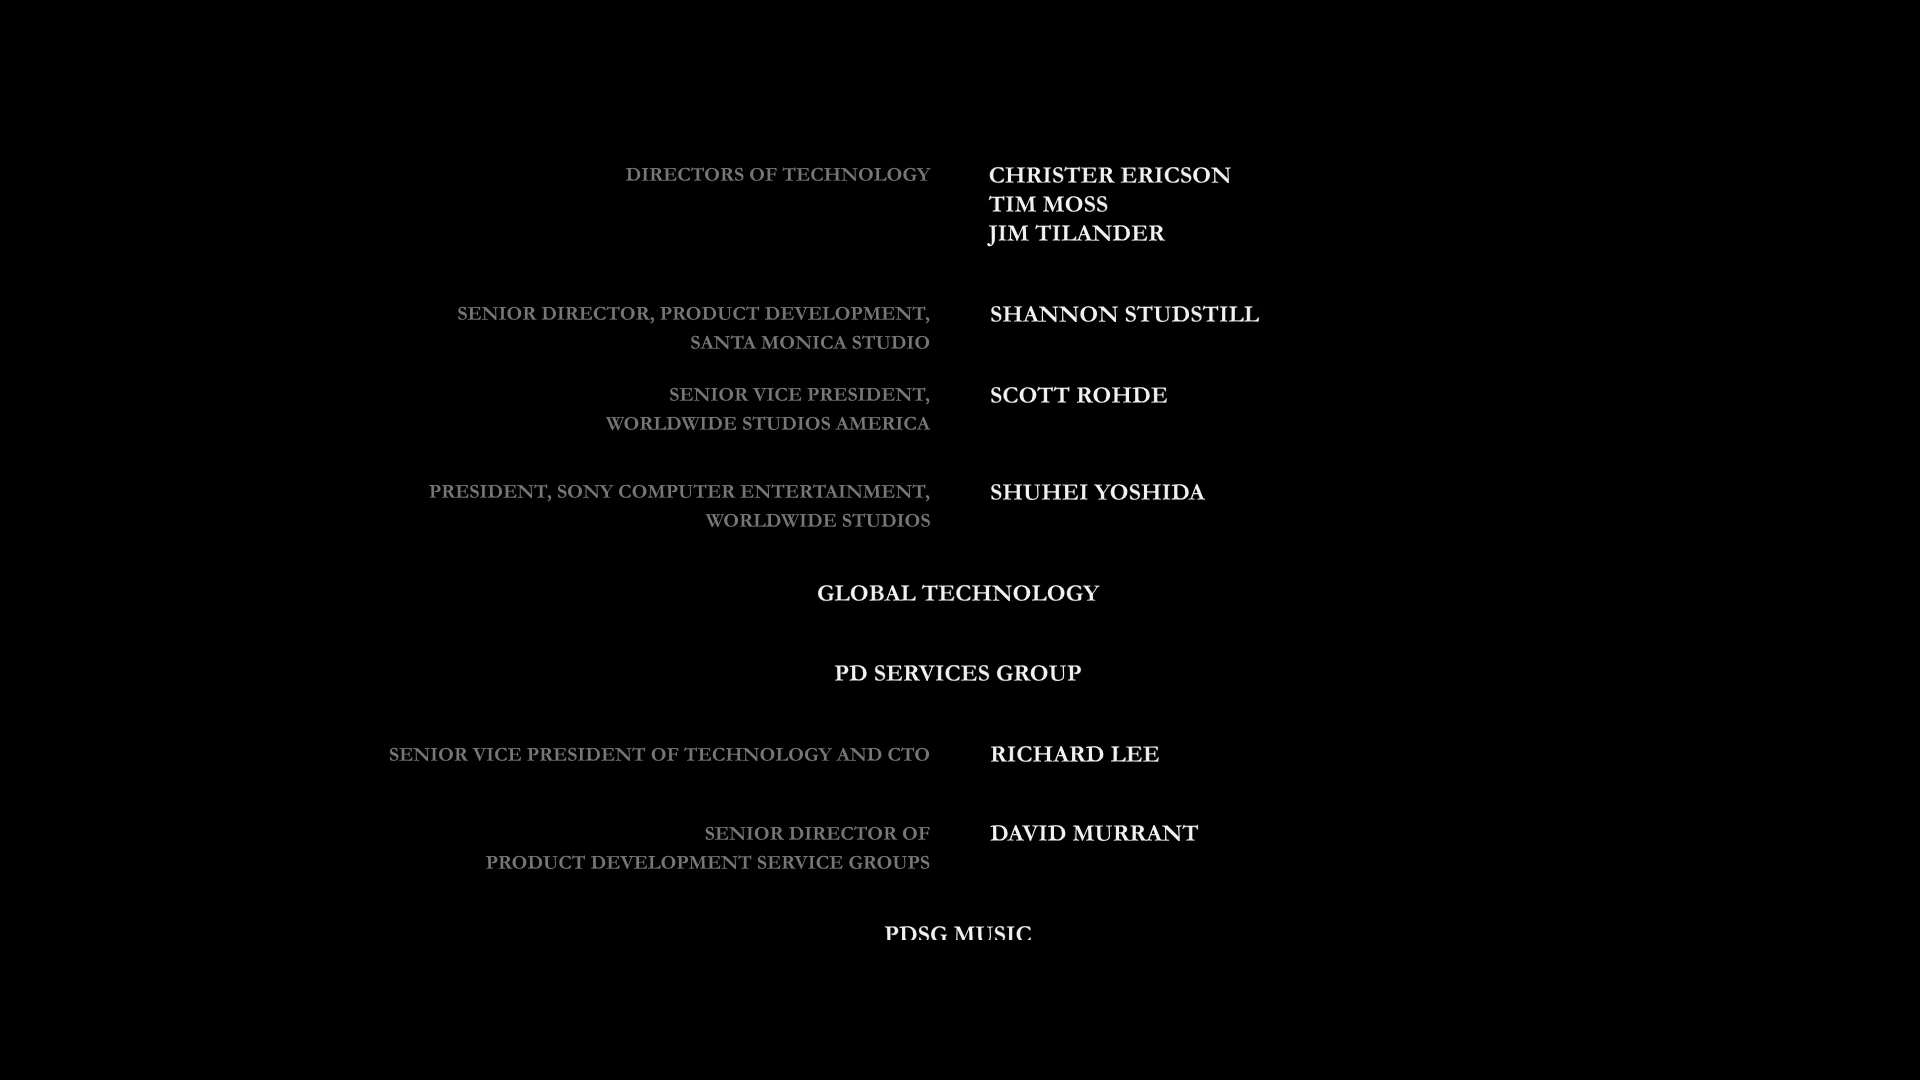 DIRECTORS OF TECHNOLOGY CHRISTER ERICSON
TIM MOSS
JIM TILANDER
SENIOR DIRECTOR, PRODUCT DEVELOPMENT, SHANNON STUDSTILL
SANTA MONICA STUDIO
SENIOR VICE PRESIDENT, SCOTT ROHDE
WORLDWIDE STUDIOS AMERICA
PRESIDENT, SONY COMPUTER ENTERTAINMENT, SHUHEI YOSHIDA
WORLDWIDE STUDIOS
GLOBAL TECHNOLOGY
PD SERVICES GROUP
SENIOR VICE PRESIDENT OF TECHNOLOGY AND CTO RICHARD LEE
SENIOR DIRECTOR OF DAVID MURRANT
PRODUCT DEVELOPMENT SERVICE GROUPS
PDSG MUSIC